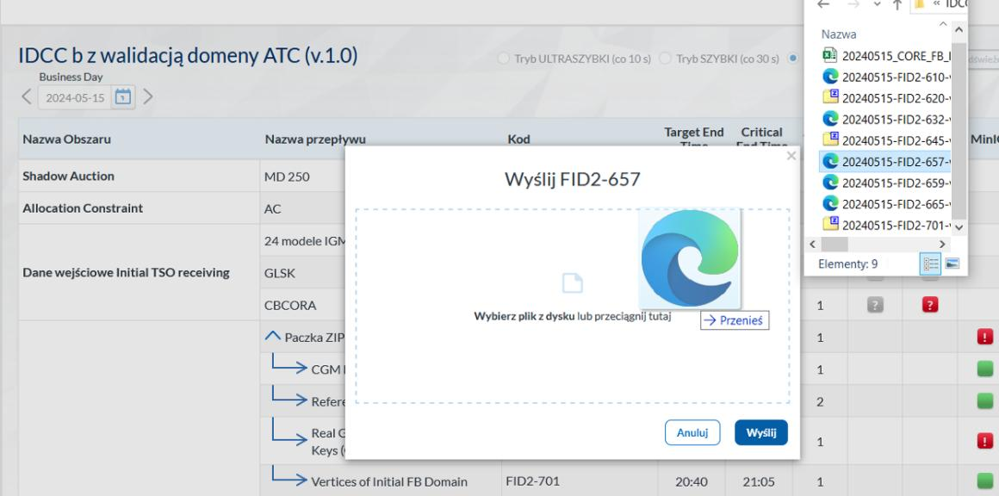 IDCC b z walidacją domeny ATC (v.1.0)
Tryb ULTRASZYBKI (co 10 s) Tryb SZYBKI (co 30 s)
Business Day
2024-05-15
Nazwa Obszaru Nazwa przepływu Kod Target End Time Critical End Time
Shadow Auction MD 250
Allocation Constraint AC
24 modele IGM
Dane wejściowe Initial TSO receiving GLSK
CBCORA 1 ? ?
Paczka ZIP 1 !
CGM 1
Refere 2
Real G
Keys ( 1 !
Vertices of Initial FB Domain FID2-701 20:40 21:05 1
Wyślij FID2-657
Wybierz plik z dysku lub przeciągnij tutaj
Przenieś
Anuluj Wyślij
« IDCC
Nazwa
20240515_CORE_FB_I
20240515-FID2-610-v
20240515-FID2-620-v
20240515-FID2-632-v
20240515-FID2-645-v
20240515-FID2-657-v
20240515-FID2-659-v
20240515-FID2-665-v
20240515-FID2-701-v
Elementy: 9